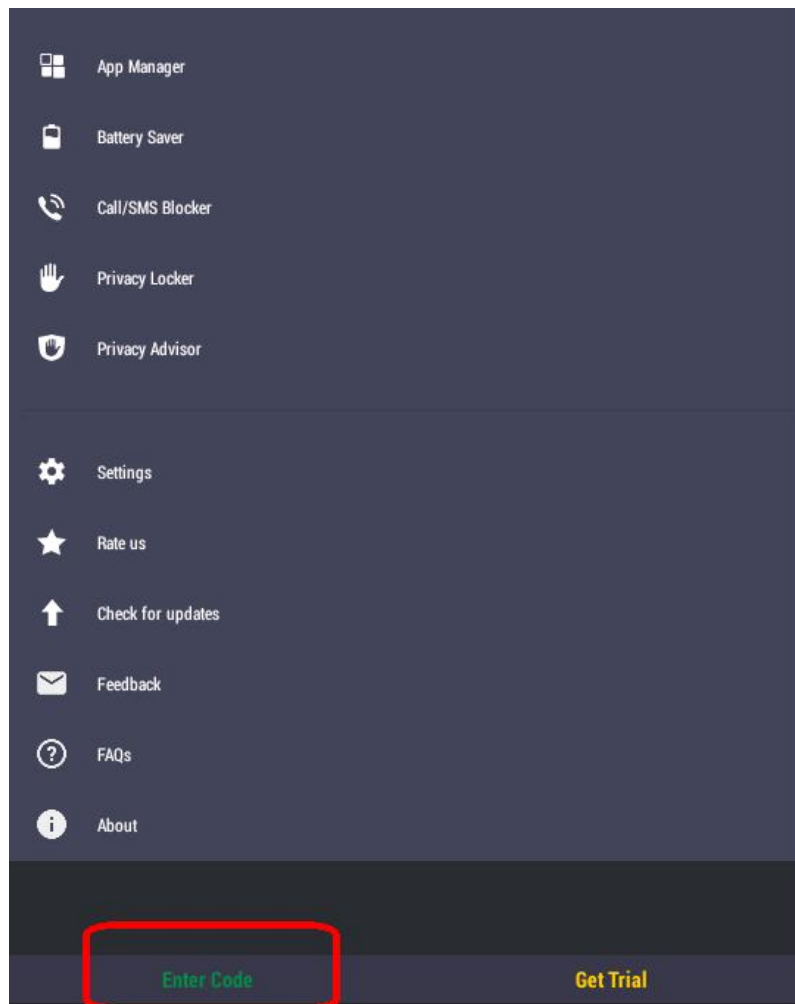 App Manager
Battery Saver
Call/SMS Blocker
Privacy Locker
Privacy Advisor
Settings
Rate us
Check for updates
Feedback
FAQs
About
Enter Code Get Trial